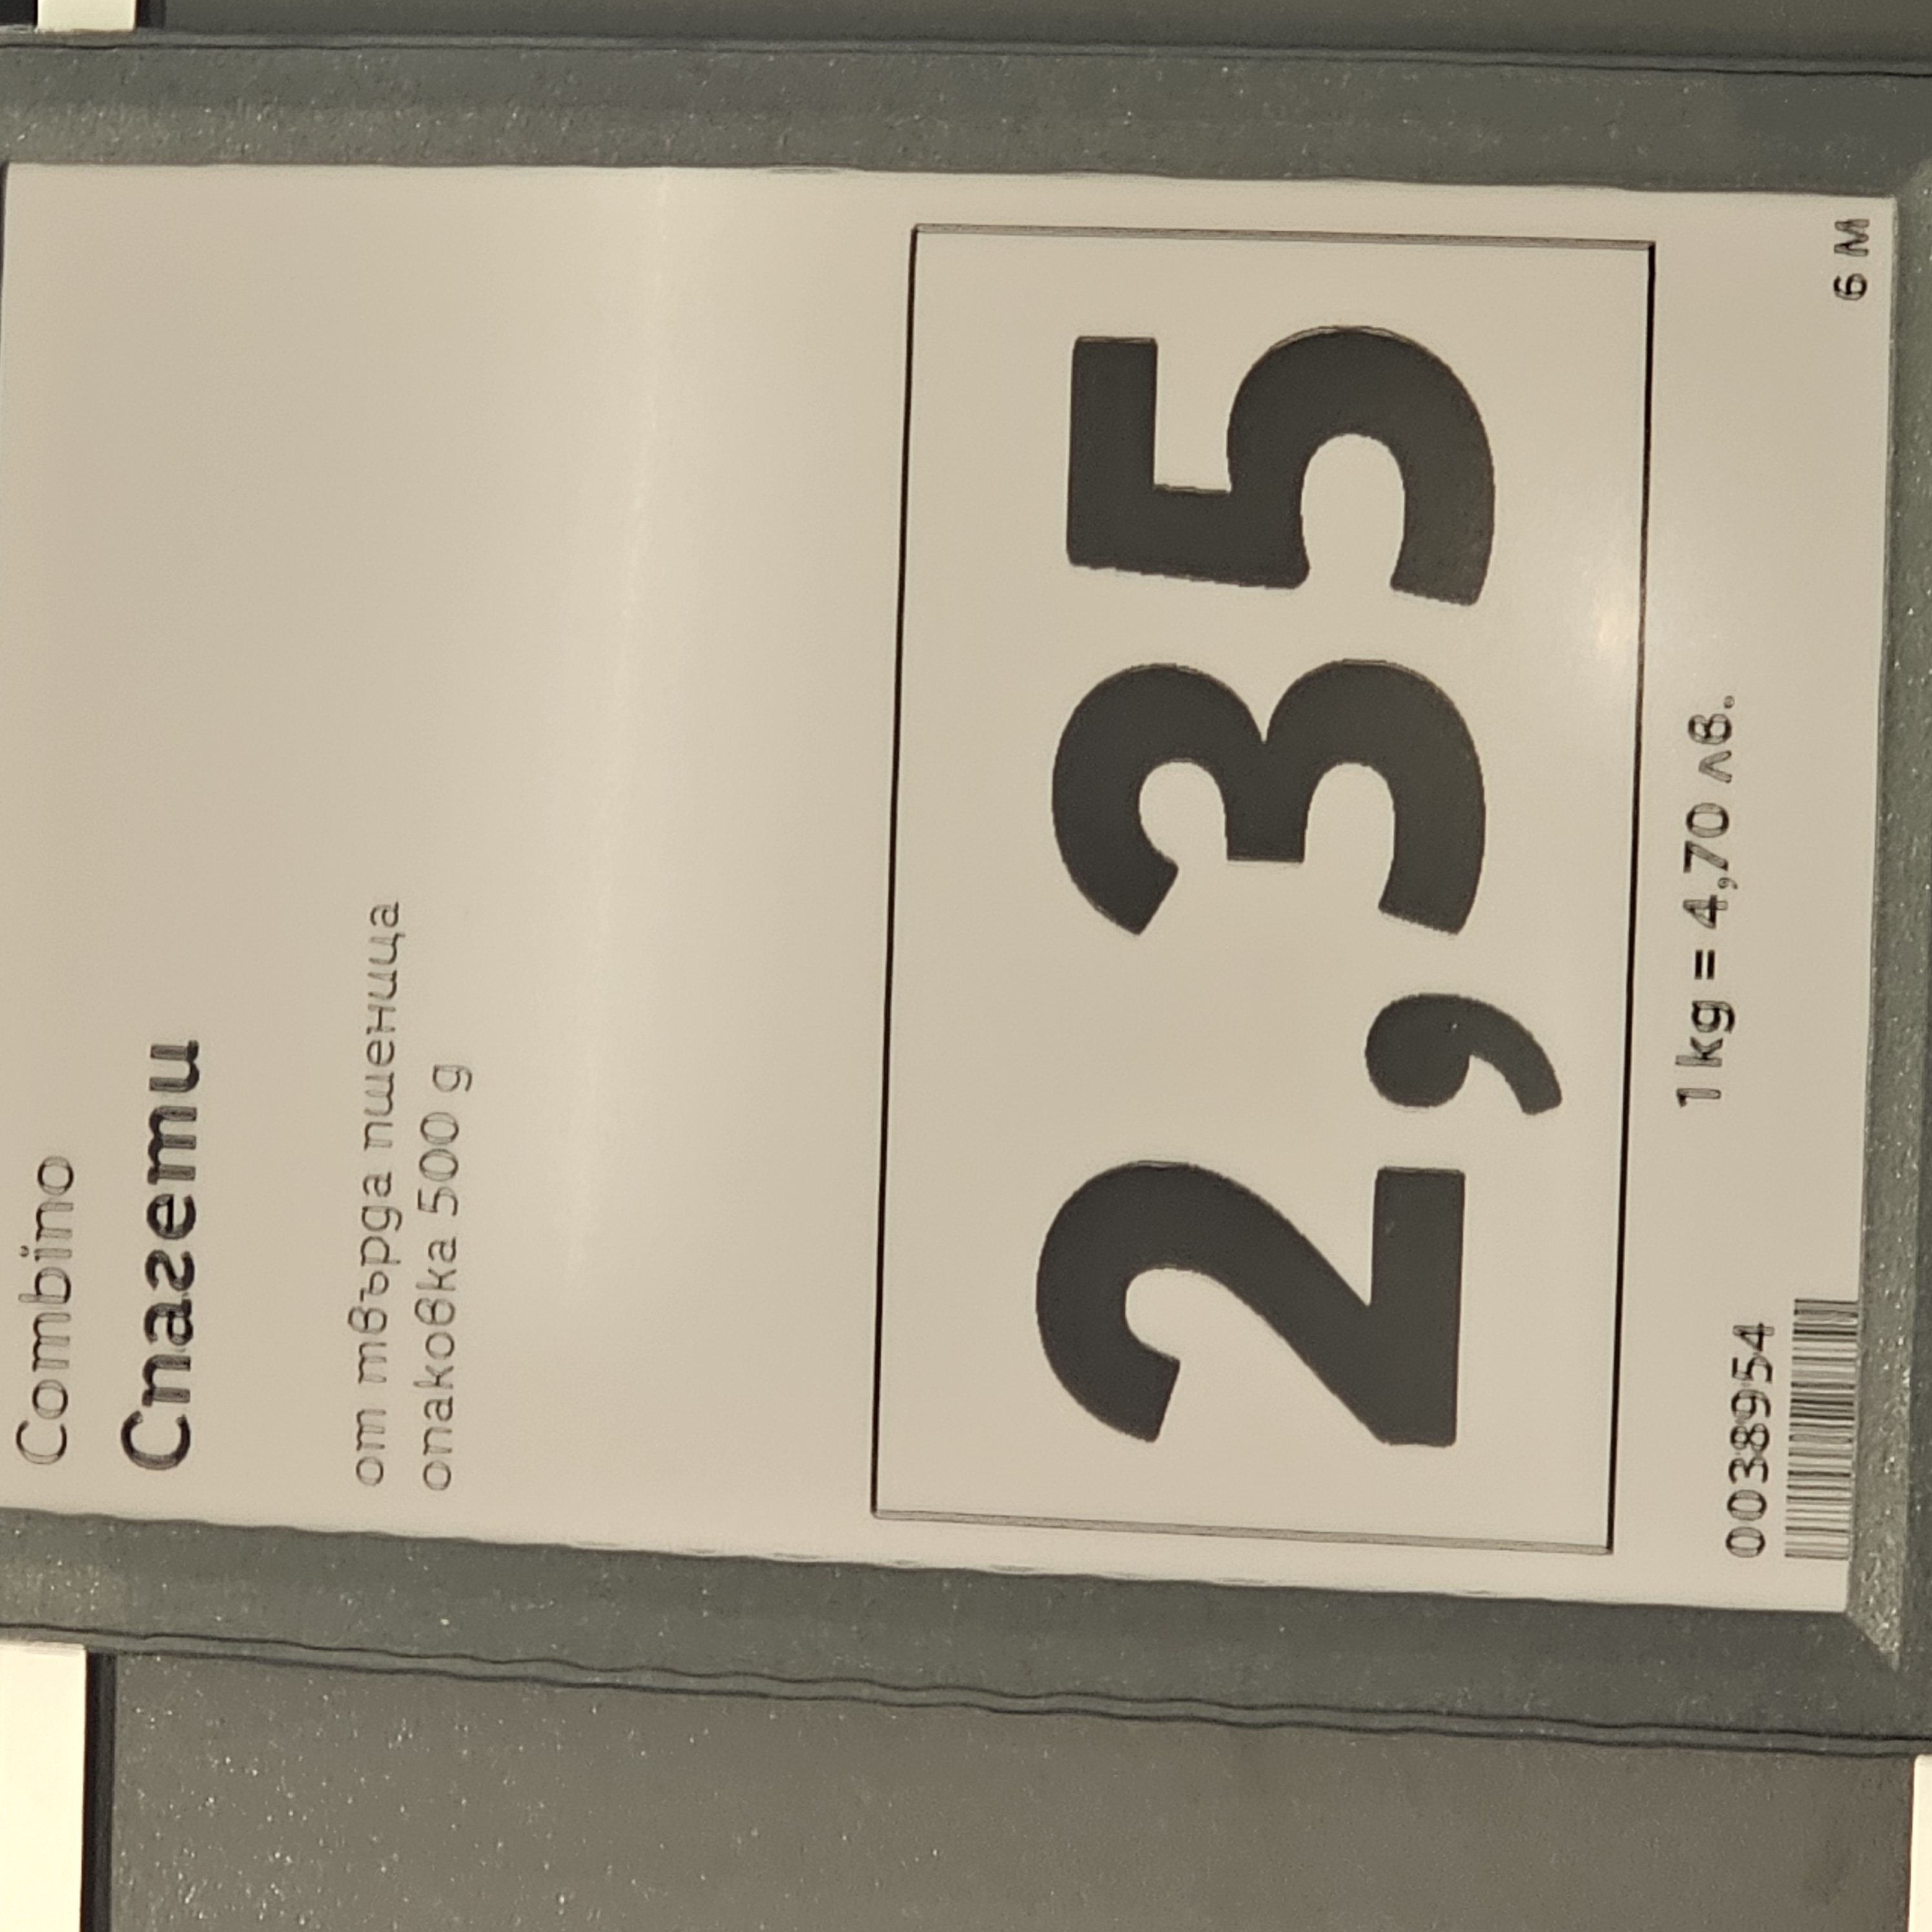 Combino
Спагети
от твърда пшеница
опаковка 500 g
2,35
1 kg = 4,70 лв.
0038954
6 M